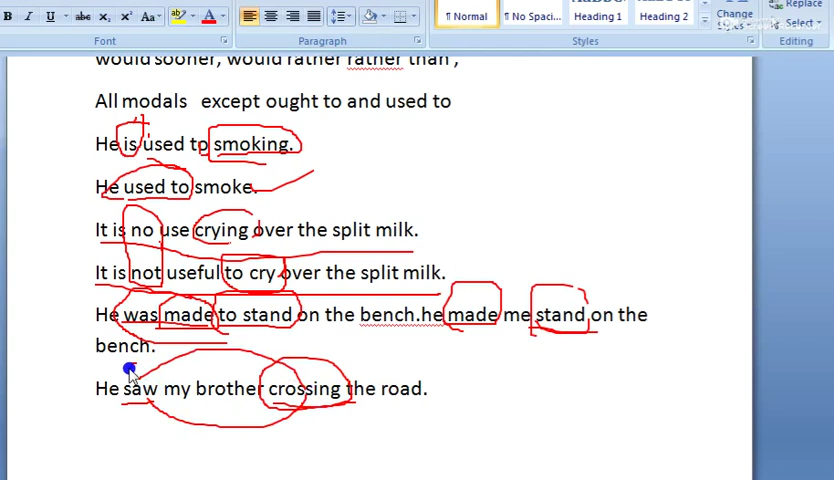 Replace
Normal
No Spaci...
Heading 1
Heading 2
Change
Select
Font
Paragraph
Styles
Editing
would sooner, would rather rather than ,
All modals except ought to and used to
He is used to smoking.
He used to smoke.
It is no use crying over the split milk.
It is not useful to cry over the split milk.
He was made to stand on the bench.he made me stand on the
bench.
He saw my brother crossing the road.